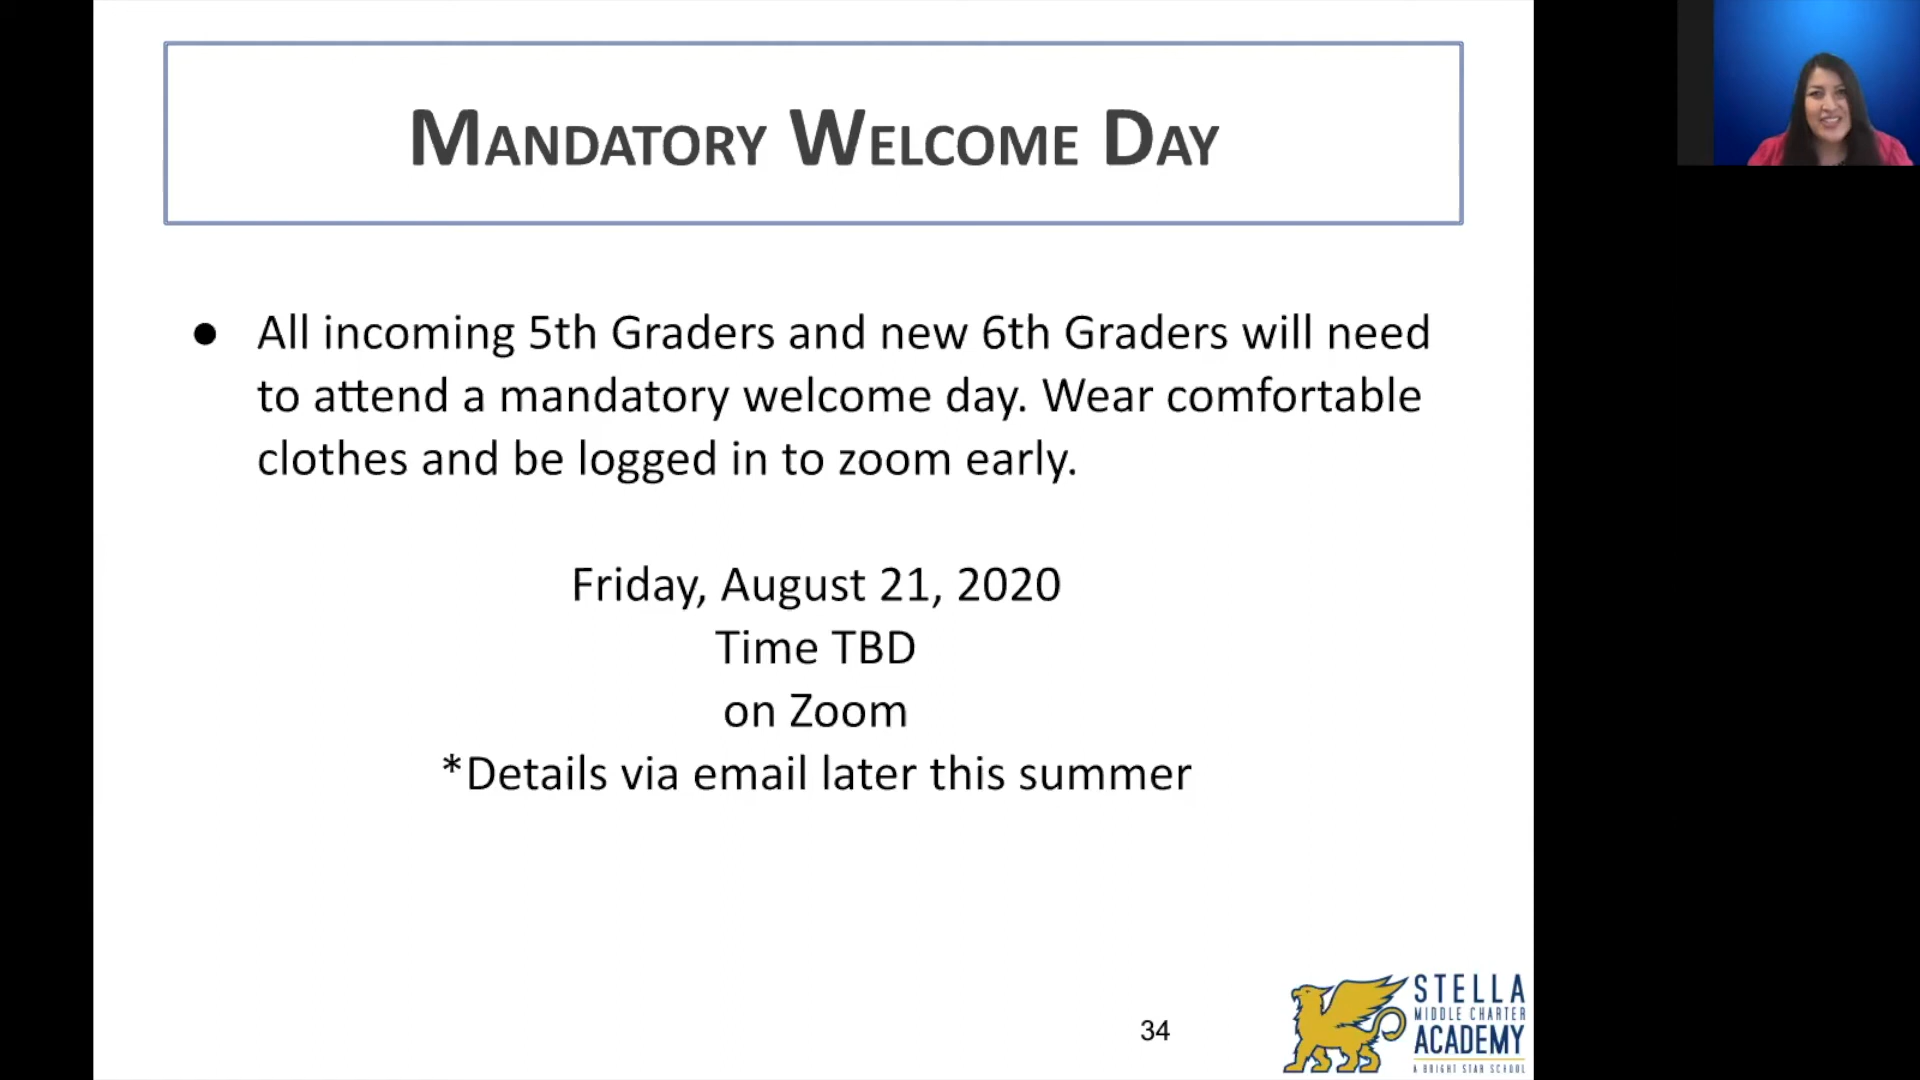 MANDATORY WELCOME DAY
● All incoming 5th Graders and new 6th Graders will need
to attend a mandatory welcome day. Wear comfortable
clothes and be logged in to zoom early.
Friday, August 21, 2020
Time TBD
on Zoom
*Details via email later this summer
34
STELLA
MIDDLE CHARTER
ACADEMY
A BRIGHT STAR SCHOOL